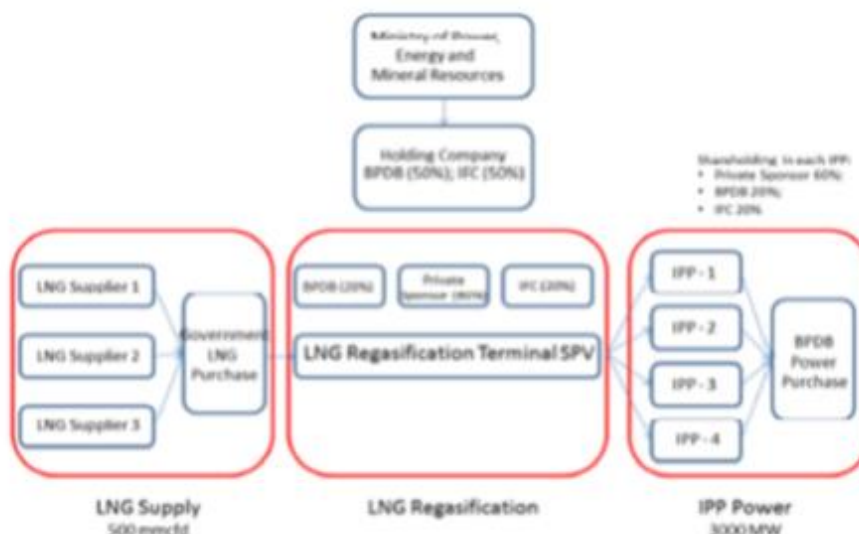 Ministry of Power,
Energy and
Mineral Resources
Holding Company
BPDB (50%); IFC (50%)
Shareholding in each IPP:
• Private Sponsor 60%;
• BPDB 20%;
• IFC 20%
LNG Supplier 1
LNG Supplier 2
LNG Supplier 3
Government
LNG
Purchase
BPDB (20%)
Private
Sponsor
IFC (20%)
LNG Regasification Terminal SPV
IPP - 1
IPP - 2
IPP - 3
IPP - 4
BPDB
Power
Purchase
LNG Supply
500 mmcfd
LNG Regasification
IPP Power
3000 MW